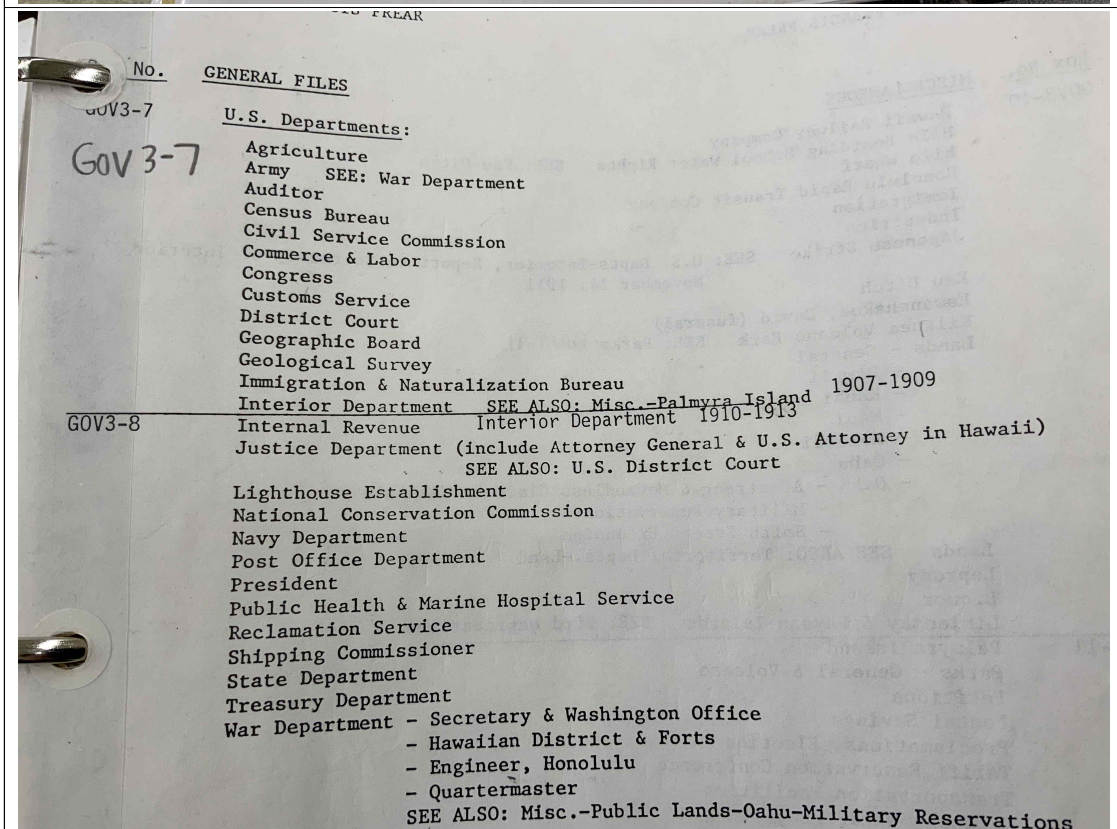 FREAR
No. GENERAL FILES
GOV3-7 U.S. Departments:
GOV 3-7
Agriculture
Army SEE: War Department
Auditor
Census Bureau
Civil Service Commission
Commerce & Labor
Congress
Customs Service
District Court
Geographic Board
Geological Survey
Immigration & Naturalization Bureau
Interior Department SEE ALSO: Misc.-Palmyra Island 1907-1909
Interior Department 1910-1913
GOV3-8 Internal Revenue
Justice Department (include Attorney General & U.S. Attorney in Hawaii)
SEE ALSO: U.S. District Court
Lighthouse Establishment
National Conservation Commission
Navy Department
Post Office Department
President
Public Health & Marine Hospital Service
Reclamation Service
Shipping Commissioner
State Department
Treasury Department
War Department - Secretary & Washington Office
- Hawaiian District & Forts
- Engineer, Honolulu
- Quartermaster
SEE ALSO: Misc.-Public Lands-Oahu-Military Reservations